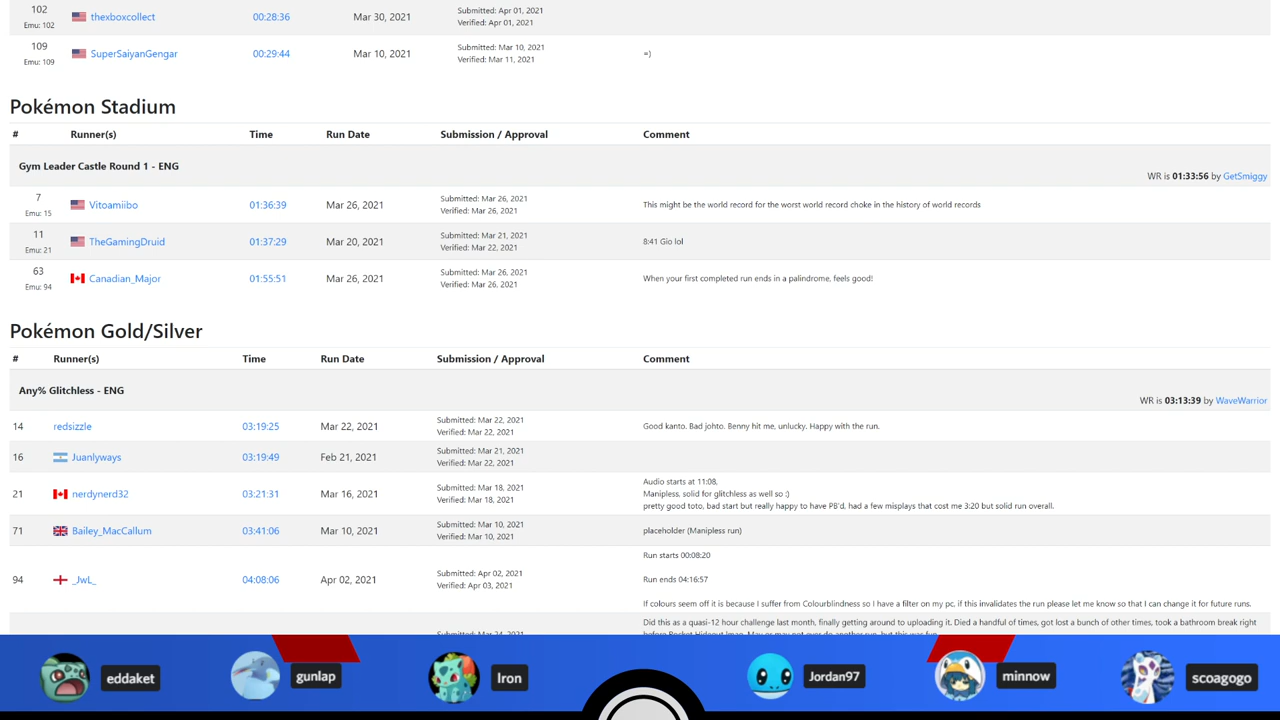 102 thexboxcollect 00:28:36 Mar 30, 2021 Submitted: Apr 01, 2021
Emu: 102 Verified: Apr 01, 2021
109 SuperSaiyanGengar 00:29:44 Mar 10, 2021 Submitted: Mar 10, 2021 =)
Emu: 109 Verified: Mar 11, 2021
Pokémon Stadium
# Runner(s) Time Run Date Submission / Approval Comment
Gym Leader Castle Round 1 - ENG
WR is 01:33:56 by GetSmiggy
7 Vitoamiibo 01:36:39 Mar 26, 2021 Submitted: Mar 26, 2021 This might be the world record for the worst world record choke in the history of world records
Emu: 15 Verified: Mar 26, 2021
11 TheGamingDruid 01:37:29 Mar 20, 2021 Submitted: Mar 21, 2021 8:41 Gio lol
Emu: 21 Verified: Mar 22, 2021
63 Canadian_Major 01:55:51 Mar 26, 2021 Submitted: Mar 26, 2021 When your first completed run ends in a palindrome, feels good!
Emu: 94 Verified: Mar 26, 2021
Pokémon Gold/Silver
# Runner(s) Time Run Date Submission / Approval Comment
Any% Glitchless - ENG
WR is 03:13:39 by WaveWarrior
14 redsizzle 03:19:25 Mar 22, 2021 Submitted: Mar 22, 2021 Good kanto. Bad johto. Benny hit me, unlucky. Happy with the run.
Verified: Mar 22, 2021
16 Juanlyways 03:19:49 Feb 21, 2021 Submitted: Mar 21, 2021
Verified: Mar 22, 2021
Audio starts at 11:08,
21 nerdynerd32 03:21:31 Mar 16, 2021 Submitted: Mar 18, 2021 Manipless, solid for glitchless as well so :)
Verified: Mar 18, 2021 pretty good toto, bad start but really happy to have PB'd, had a few misplays that cost me 3:20 but solid run overall.
71 Bailey_MacCallum 03:41:06 Mar 10, 2021 Submitted: Mar 10, 2021 placeholder (Manipless run)
Verified: Mar 10, 2021
Run starts 00:08:20
94 _JwL_ 04:08:06 Apr 02, 2021 Submitted: Apr 02, 2021 Run ends 04:16:57
Verified: Apr 03, 2021
If colours seem off it is because I suffer from Colourblindness so I have a filter on my pc, if this invalidates the run please let me know so that I can change it for future runs.
Did this as a quasi-12 hour challenge last month, finally getting around to uploading it. Died a handful of times, got lost a bunch of other times, took a bathroom break right
eddaket gunlap Iron Jordan97 minnow scoagogo